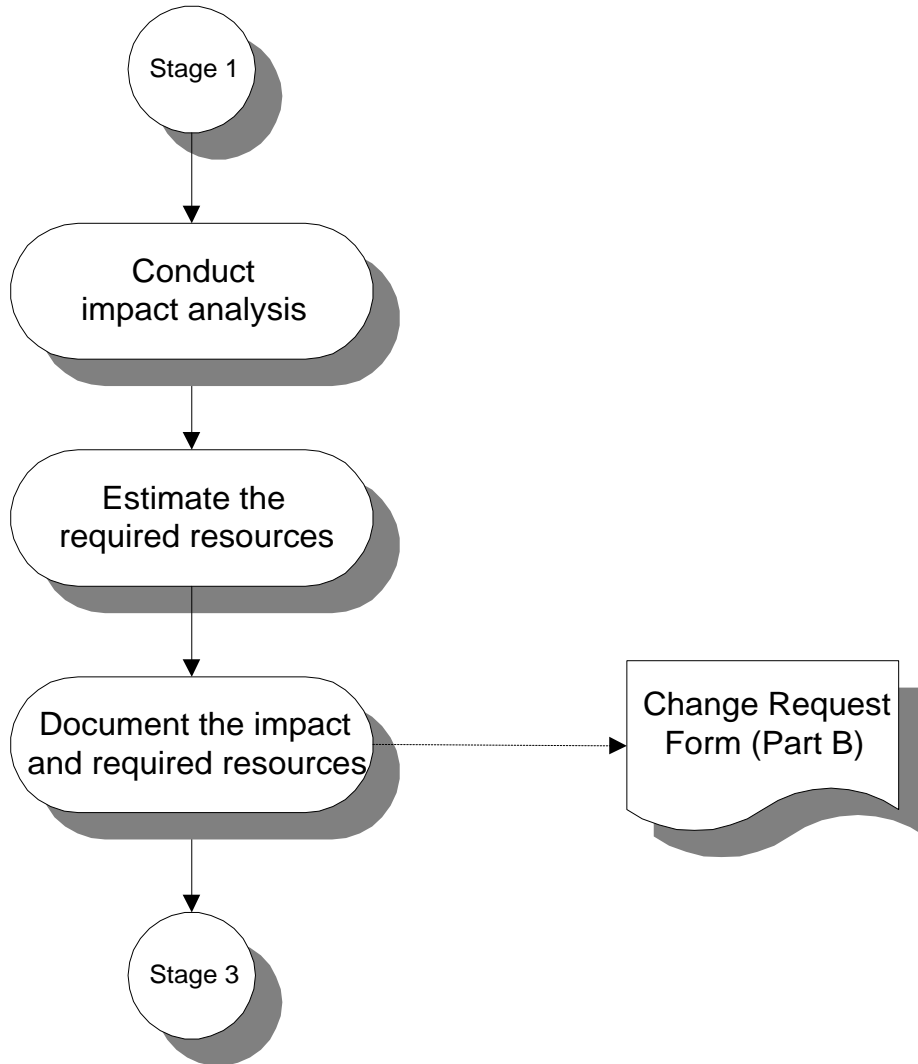 Stage 1
Conduct
impact analysis
Estimate the
required resources
Document the impact
and required resources
Change Request
Form (Part B)
Stage 3